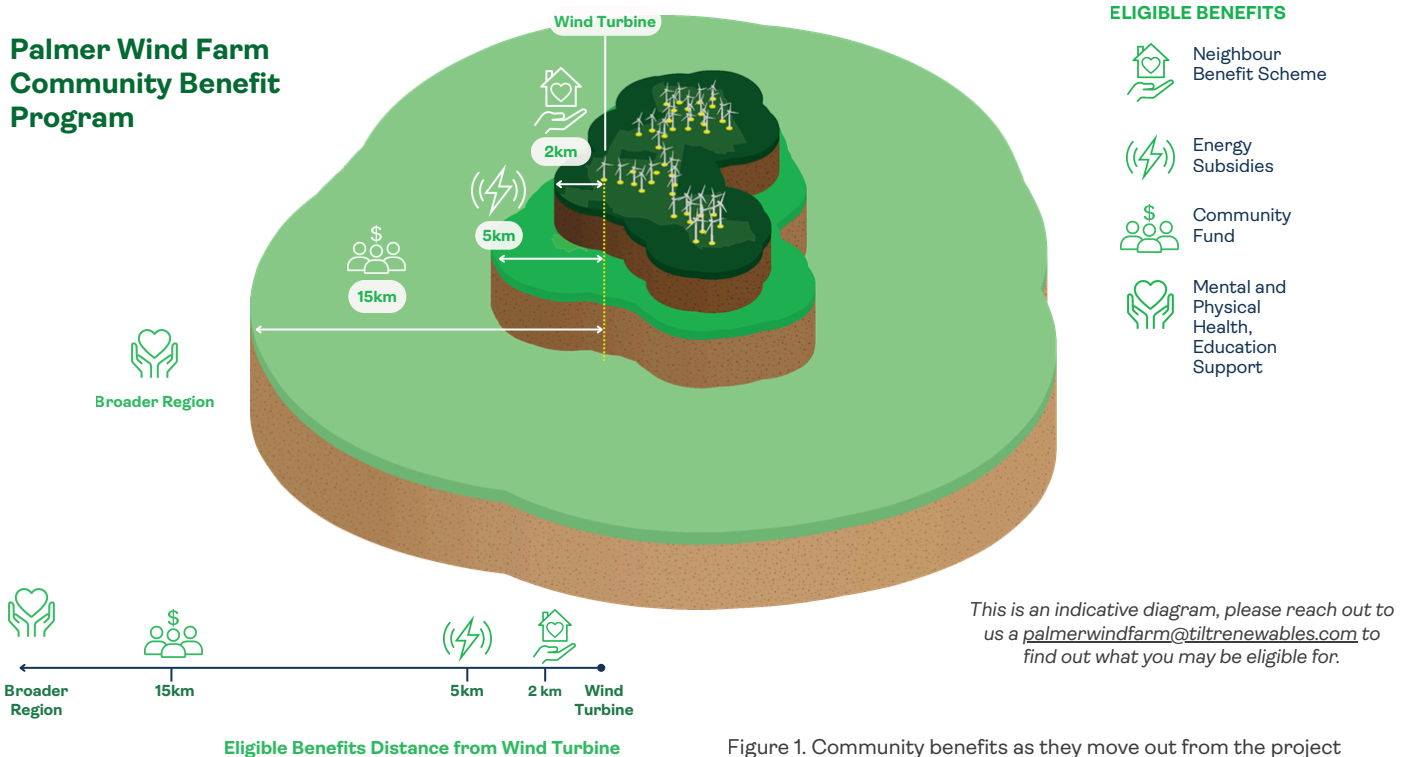 Palmer Wind Farm
Community Benefit
Program
Wind Turbine
2km
5km
$
15km
Broader Region
ELIGIBLE BENEFITS
Neighbour
Benefit Scheme
Energy
Subsidies
$
Community
Fund
Mental and
Physical
Health,
Education
Support
This is an indicative diagram, please reach out to
us a palmerwindfarm@tiltrenewables.com to
find out what you may be eligible for.
$
Broader
Region
15km
5km
2 km
Wind
Turbine
Eligible Benefits Distance from Wind Turbine
Figure 1. Community benefits as they move out from the project